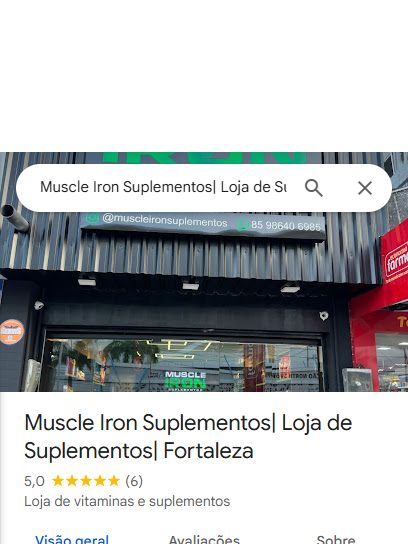 IRON
Muscle Iron Suplementos| Loja de Su
@muscleironsuplementos
85 98640 6985
MUSCLE
IRON
SUPLEMENTOS
Muscle Iron Suplementos| Loja de
Suplementos| Fortaleza
5,0 ★★★★★ (6)
Loja de vitaminas e suplementos
Visão geral
Avaliações
Sobre